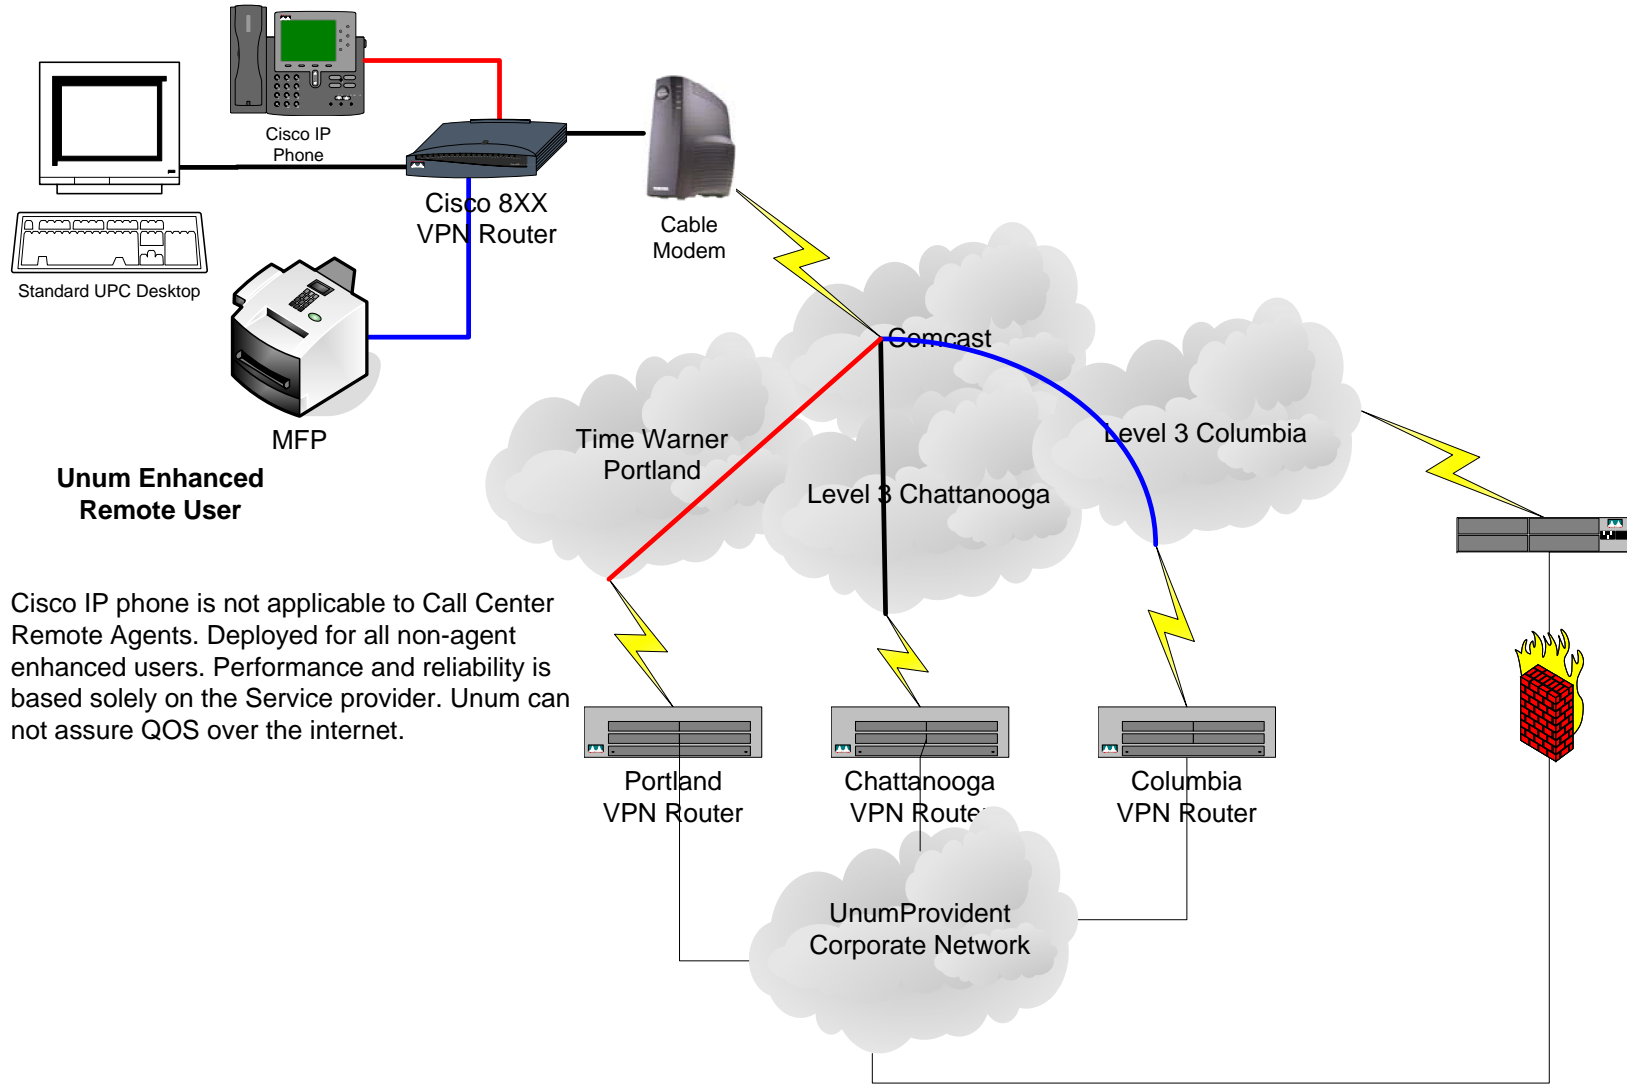 Cisco IP
Phone
Cisco 8XX
VPN Router
Cable
Modem
Standard UPC Desktop
MFP
Unum Enhanced
Remote User
Comcast
Time Warner
Portland
Level 3 Chattanooga
Level 3 Columbia
Cisco IP phone is not applicable to Call Center
Remote Agents. Deployed for all non-agent
enhanced users. Performance and reliability is
based solely on the Service provider. Unum can
not assure QOS over the internet.
Portland
VPN Router
Chattanooga
VPN Router
Columbia
VPN Router
UnumProvident
Corporate Network